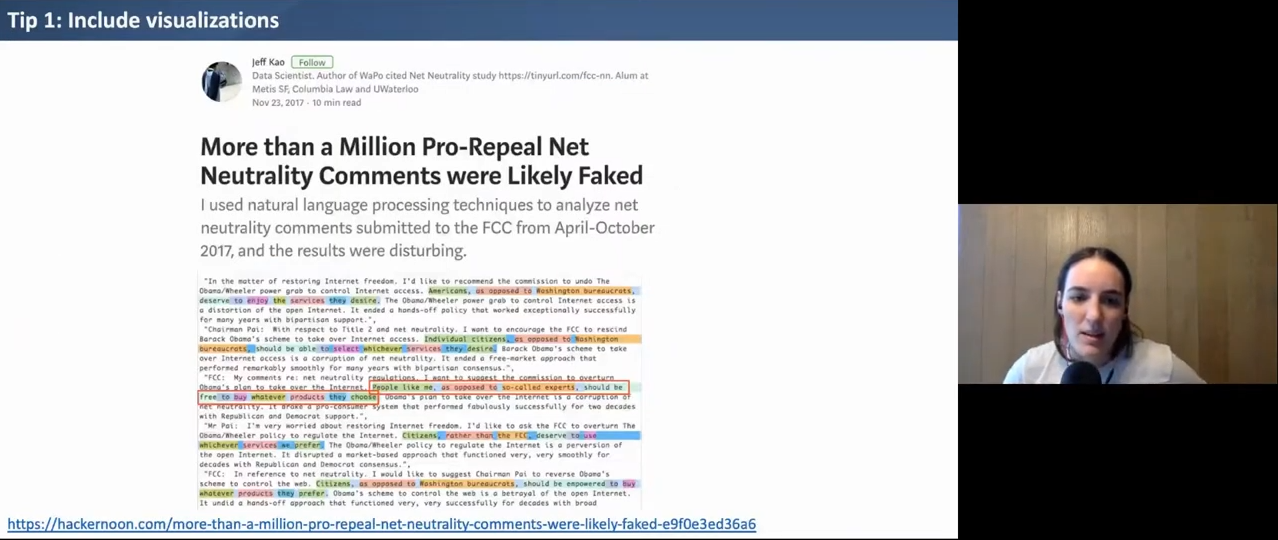 Tip 1: Include visualizations
Jeff Kao Follow
Data Scientist. Author of WaPo cited Net Neutrality study https://tinyurl.com/fcc-nn. Alum at
Metis SF, Columbia Law and UWaterloo
Nov 23, 2017 · 10 min read
More than a Million Pro-Repeal Net
Neutrality Comments were Likely Faked
I used natural language processing techniques to analyze net
neutrality comments submitted to the FCC from April-October
2017, and the results were disturbing.
"In the matter of restoring Internet freedom. I'd like to recommend the commission to undo The
Obama/Wheeler power grab to control Internet access. Americans, as opposed to Washington bureaucrats,
deserve to enjoy the services they desire. The Obama/Wheeler power grab to control Internet access is
a distortion of the open Internet. It ended a hands-off policy that worked exceptionally successfully
for many years with bipartisan support.",
"Chairman Pai: With respect to Title 2 and net neutrality. I want to encourage the FCC to rescind
Barack Obama's scheme to take over Internet access. Individual citizens, as opposed to Washington
bureaucrats, should be able to select whichever services they desire. Barack Obama's scheme to take
over Internet access is a corruption of net neutrality. It ended a free-market approach that
performed remarkably smoothly for many years with bipartisan consensus.",
"FCC: My comments re: net neutrality regulations. I want to suggest the commission to overturn
Obama's plan to take over the Internet. People like me, as opposed to so-called experts, should be
free to buy whatever products they choose. Obama's plan to take over the Internet is a corruption of
net neutrality. It broke a pro-consumer system that performed fabulously successfully for two decades
with Republican and Democrat support.",
"Mr Pai: I'm very worried about restoring Internet freedom. I'd like to ask the FCC to overturn The
Obama/Wheeler policy to regulate the Internet. Citizens, rather than the FCC, deserve to use
whichever services we prefer. The Obama/Wheeler policy to regulate the Internet is a perversion of
the open Internet. It disrupted a market-based approach that functioned very, very smoothly for
decades with Republican and Democrat consensus.",
"FCC: In reference to net neutrality. I would like to suggest Chairman Pai to reverse Obama's
scheme to control the web. Citizens, as opposed to Washington bureaucrats, should be empowered to buy
whatever products they prefer. Obama's scheme to control the web is a betrayal of the open Internet.
It undid a hands-off approach that functioned very, very successfully for decades with broad
https://hackernoon.com/more-than-a-million-pro-repeal-net-neutrality-comments-were-likely-faked-e9f0e3ed36a6